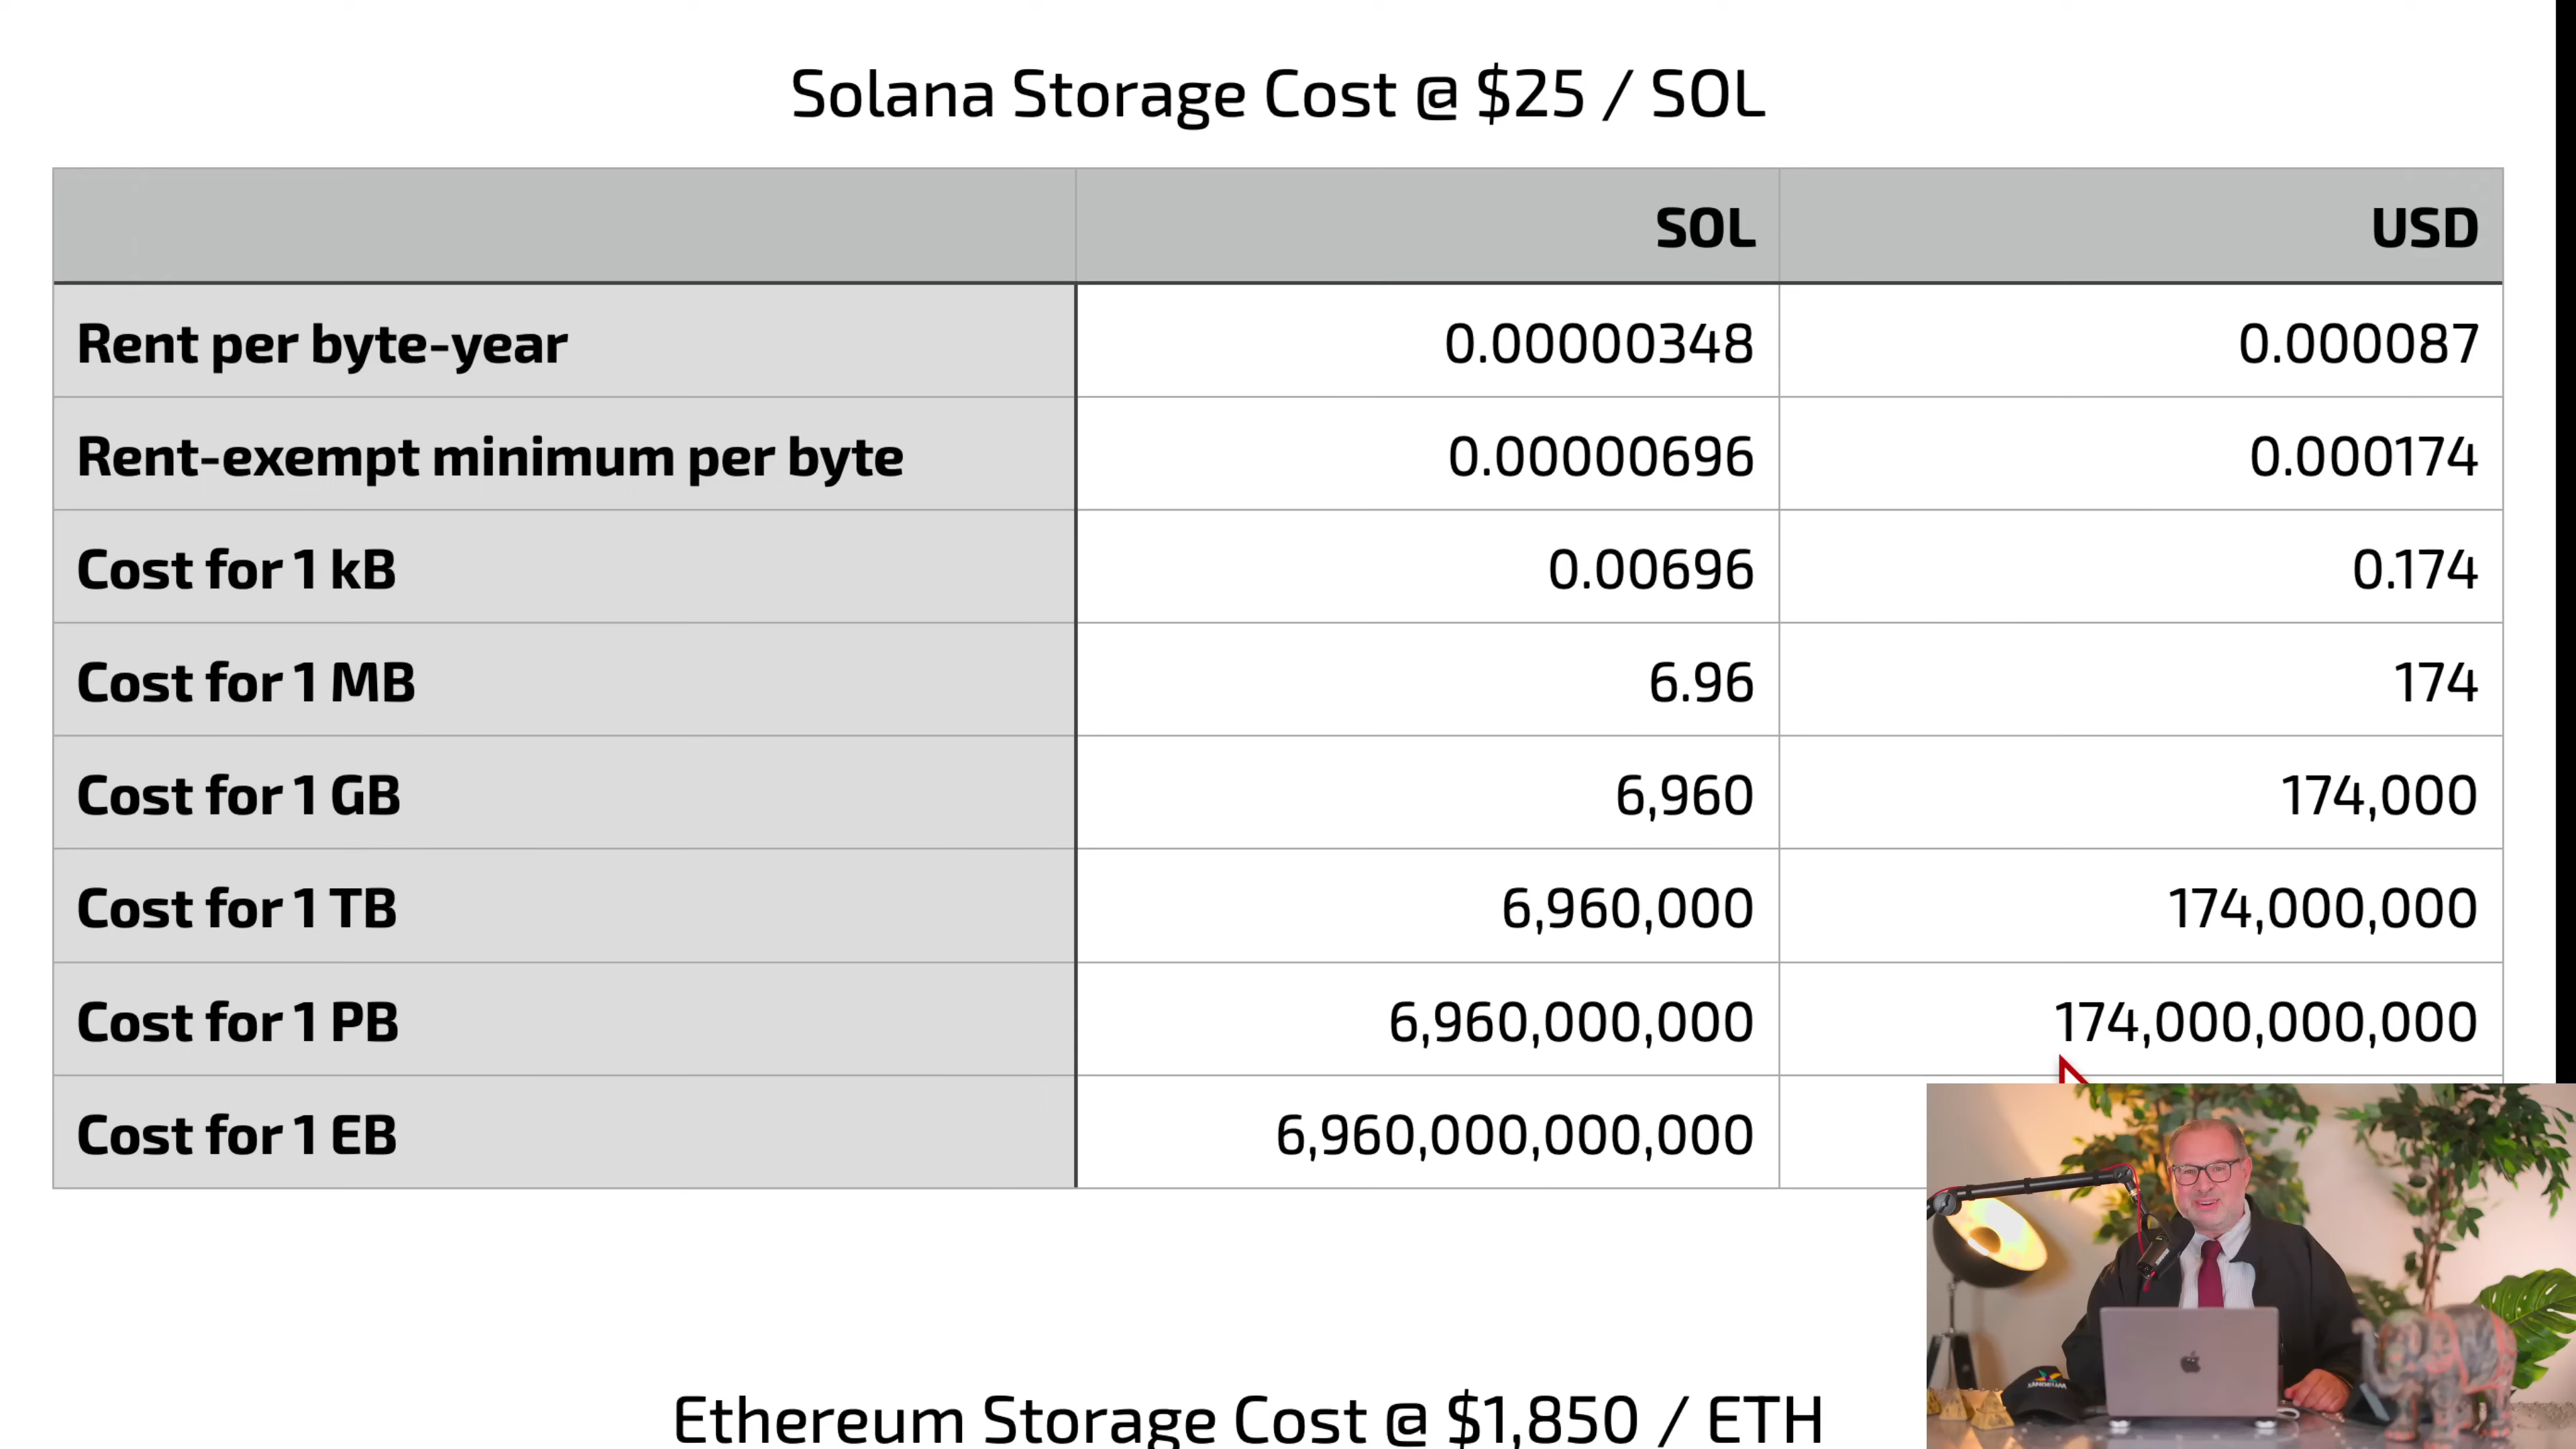 Solana Storage Cost @ $25 / SOL
SOL USD
Rent per byte-year 0.00000348 0.000087
Rent-exempt minimum per byte 0.00000696 0.000174
Cost for 1 kB 0.00696 0.174
Cost for 1 MB 6.96 174
Cost for 1 GB 6,960 174,000
Cost for 1 TB 6,960,000 174,000,000
Cost for 1 PB 6,960,000,000 174,000,000,000
Cost for 1 EB 6,960,000,000,000
Ethereum Storage Cost @ $1,850 / ETH